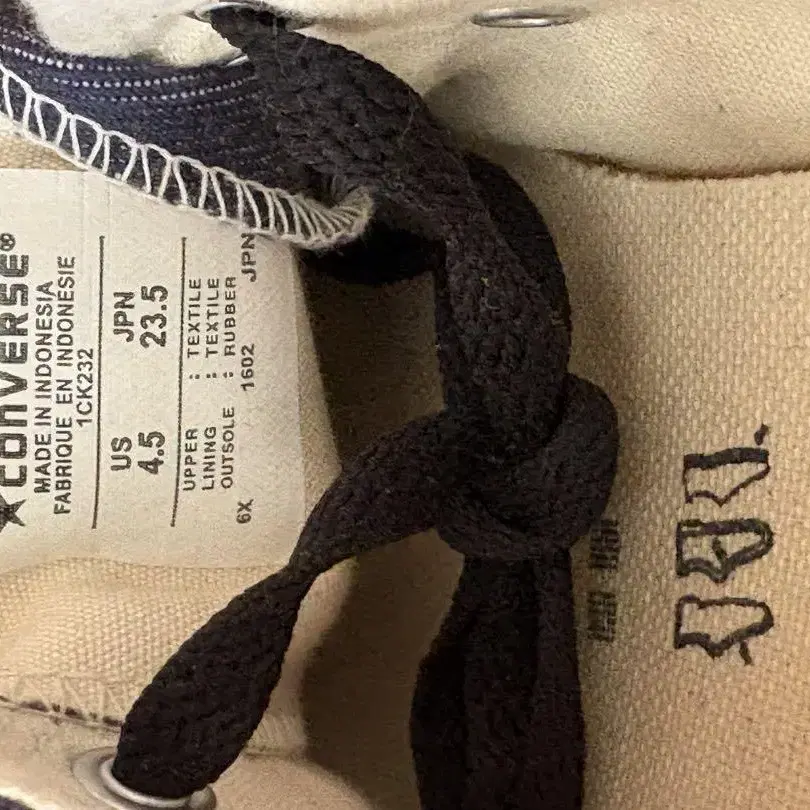 ★CONVERSE®
MADE IN INDONESIA
FABRIQUE EN INDONESIE
1CK232
US JPN
4.5 23.5
UPPER : TEXTILE
LINING : TEXTILE
OUTSOLE : RUBBER
6X 1602 JPN